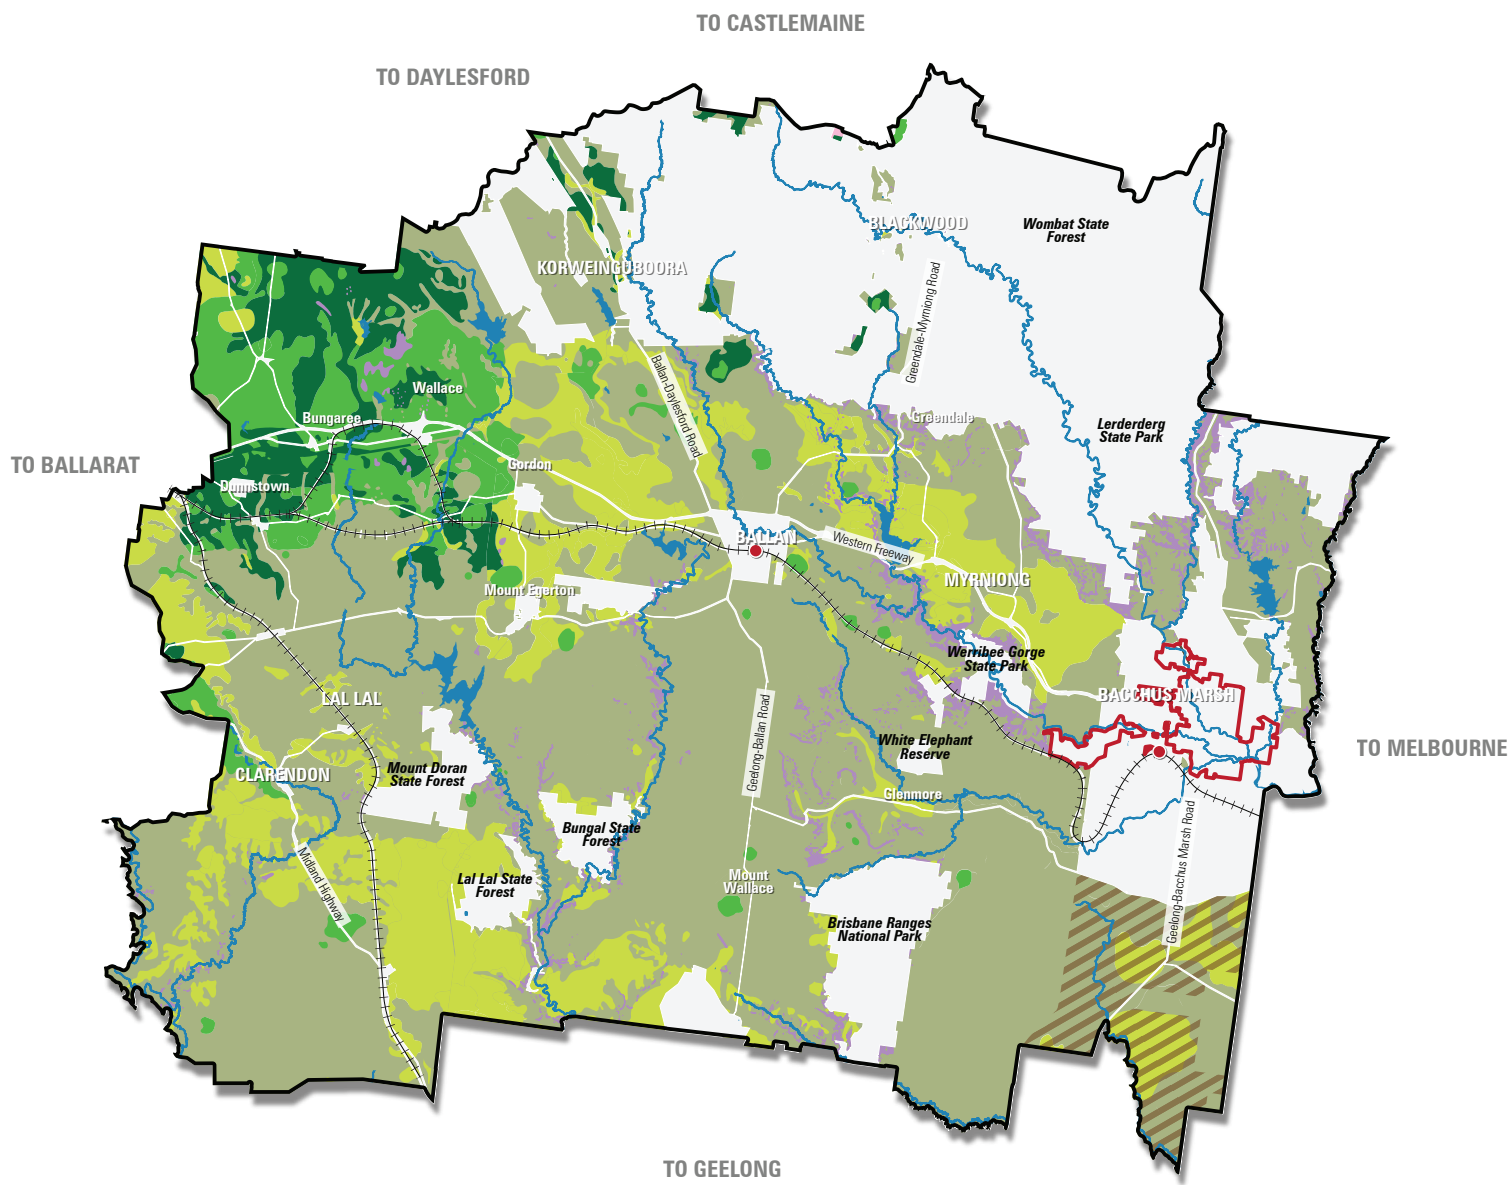 TO CASTLEMAINE
TO DAYLESFORD
BLACKWOOD
Wombat State
Forest
KORWEINGUBOORA
Greendale-Myrniong Road
Ballan-Daylesford Road
Wallace
Bungaree
Greendale
Lerderderg
State Park
TO BALLARAT
Gordon
Dunnstown
BALLAN
Western Freeway
MYRNIONG
Mount Egerton
Werribee Gorge
State Park
LAL LAL
BACCHUS MARSH
Geelong-Ballan Road
White Elephant
Reserve
TO MELBOURNE
CLARENDON
Mount Doran
State Forest
Glenmore
Bungal State
Forest
Geelong-Bacchus Marsh Road
Midland Highway
Lal Lal State
Forest
Mount
Wallace
Brisbane Ranges
National Park
TO GEELONG